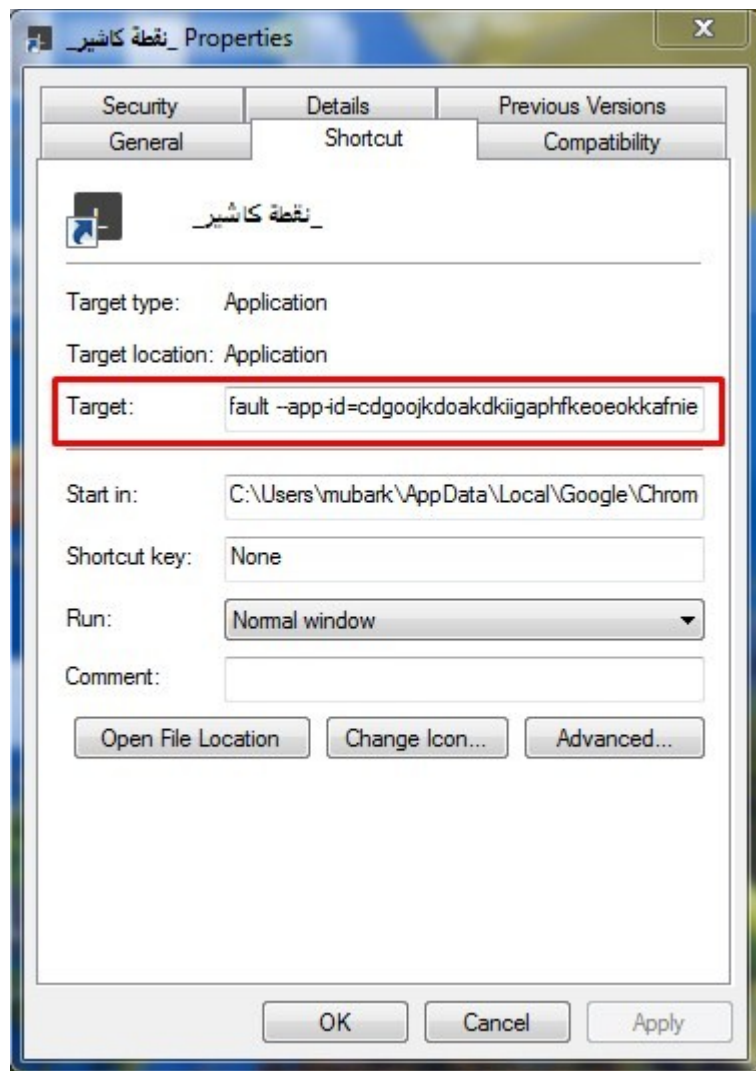 _نقطة كاشير_ Properties
Security Details Previous Versions
General Shortcut Compatibility
_نقطة كاشير_
Target type: Application
Target location: Application
Target: fault --app-id=cdgoojkdoakdkiigaphfkeoeokkafnie
Start in: C:\Users\mubark\AppData\Local\Google\Chrom
Shortcut key: None
Run: Normal window
Comment:
Open File Location Change Icon... Advanced...
OK Cancel Apply